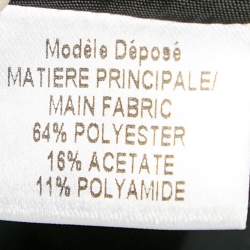 Modèle Déposé
MATIERE PRINCIPALE/
MAIN FABRIC
64% POLYESTER
16% ACETATE
11% POLYAMIDE